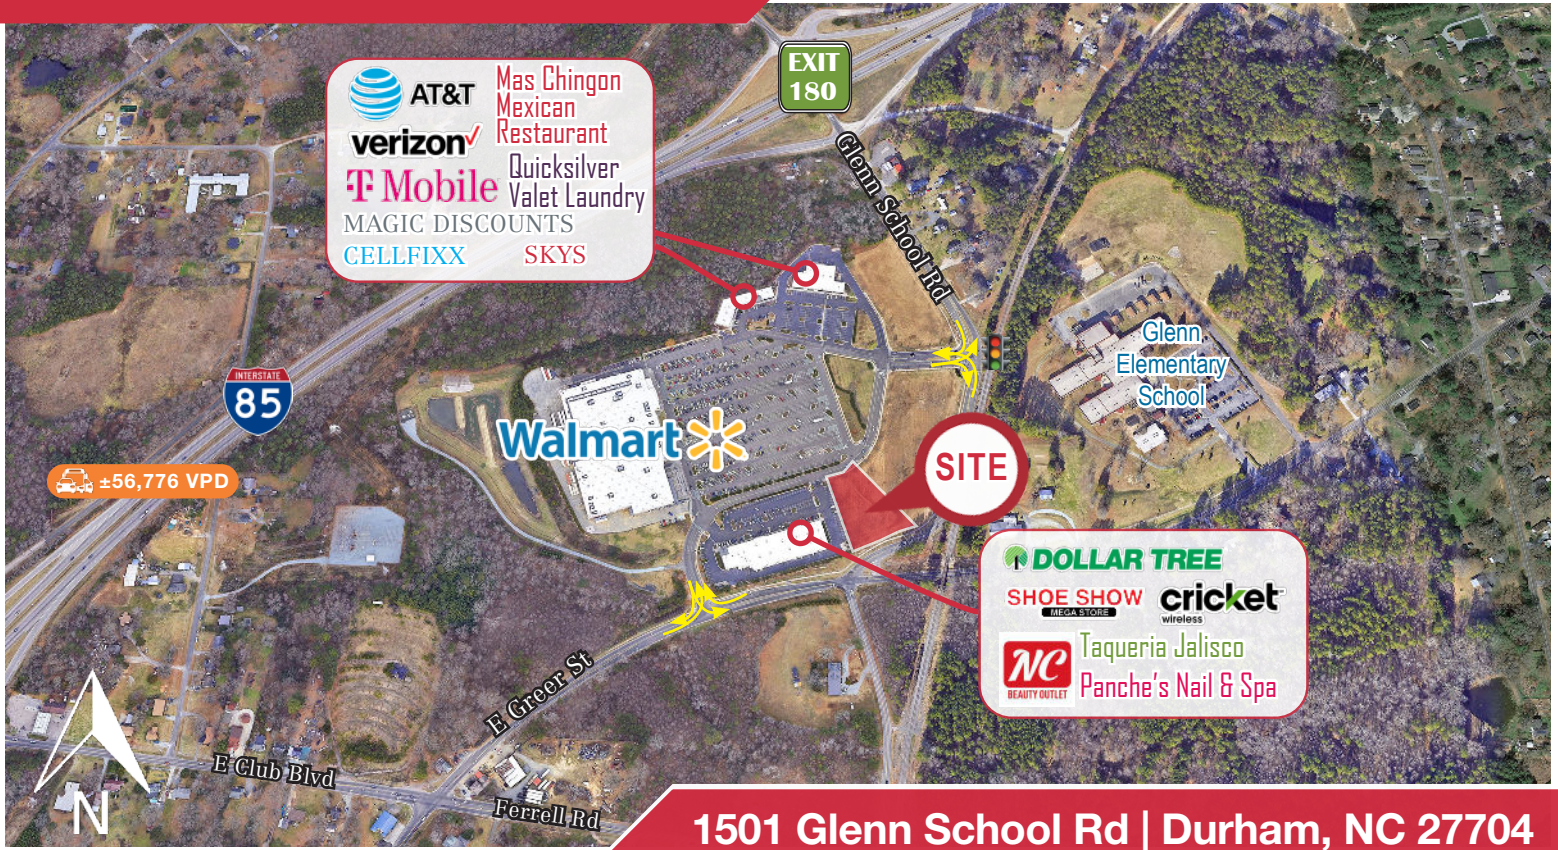 EXIT
180
AT&T
Mas Chingon
Mexican
Restaurant
verizon
Quicksilver
Valet Laundry
T Mobile
MAGIC DISCOUNTS
CELLFIXX
SKYS
Glenn School Rd
Glenn
Elementary
School
INTERSTATE
85
Walmart
SITE
±56,776 VPD
DOLLAR TREE
SHOE SHOW
MEGA STORE
cricket
wireless
NC
BEAUTY OUTLET
Taqueria Jalisco
Panche's Nail & Spa
E Greer St
E Club Blvd
Ferrell Rd
N
1501 Glenn School Rd | Durham, NC 27704